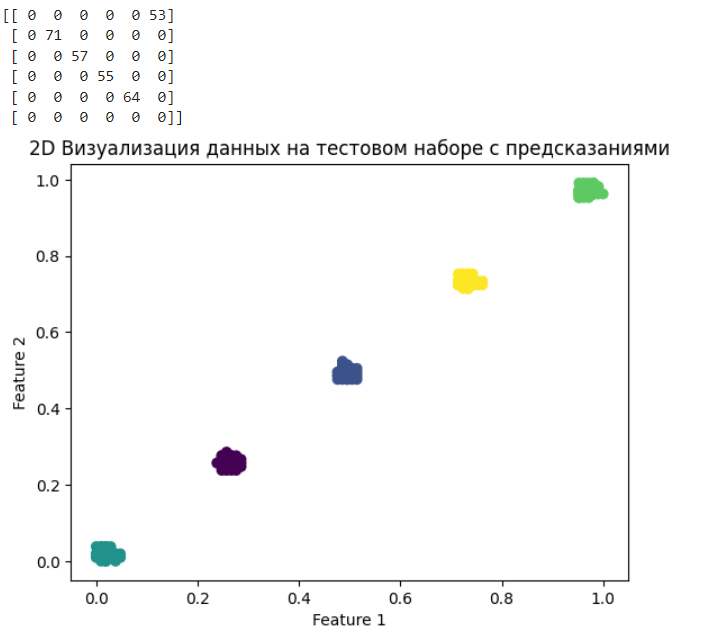 [[ 0 0 0 0 0 53]
[ 0 71 0 0 0 0]
[ 0 0 57 0 0 0]
[ 0 0 0 55 0 0]
[ 0 0 0 0 64 0]
[ 0 0 0 0 0 0]]
2D Визуализация данных на тестовом наборе с предсказаниями
1.0
0.8
0.6
Feature 2
0.4
0.2
0.0
0.0 0.2 0.4 0.6 0.8 1.0
Feature 1